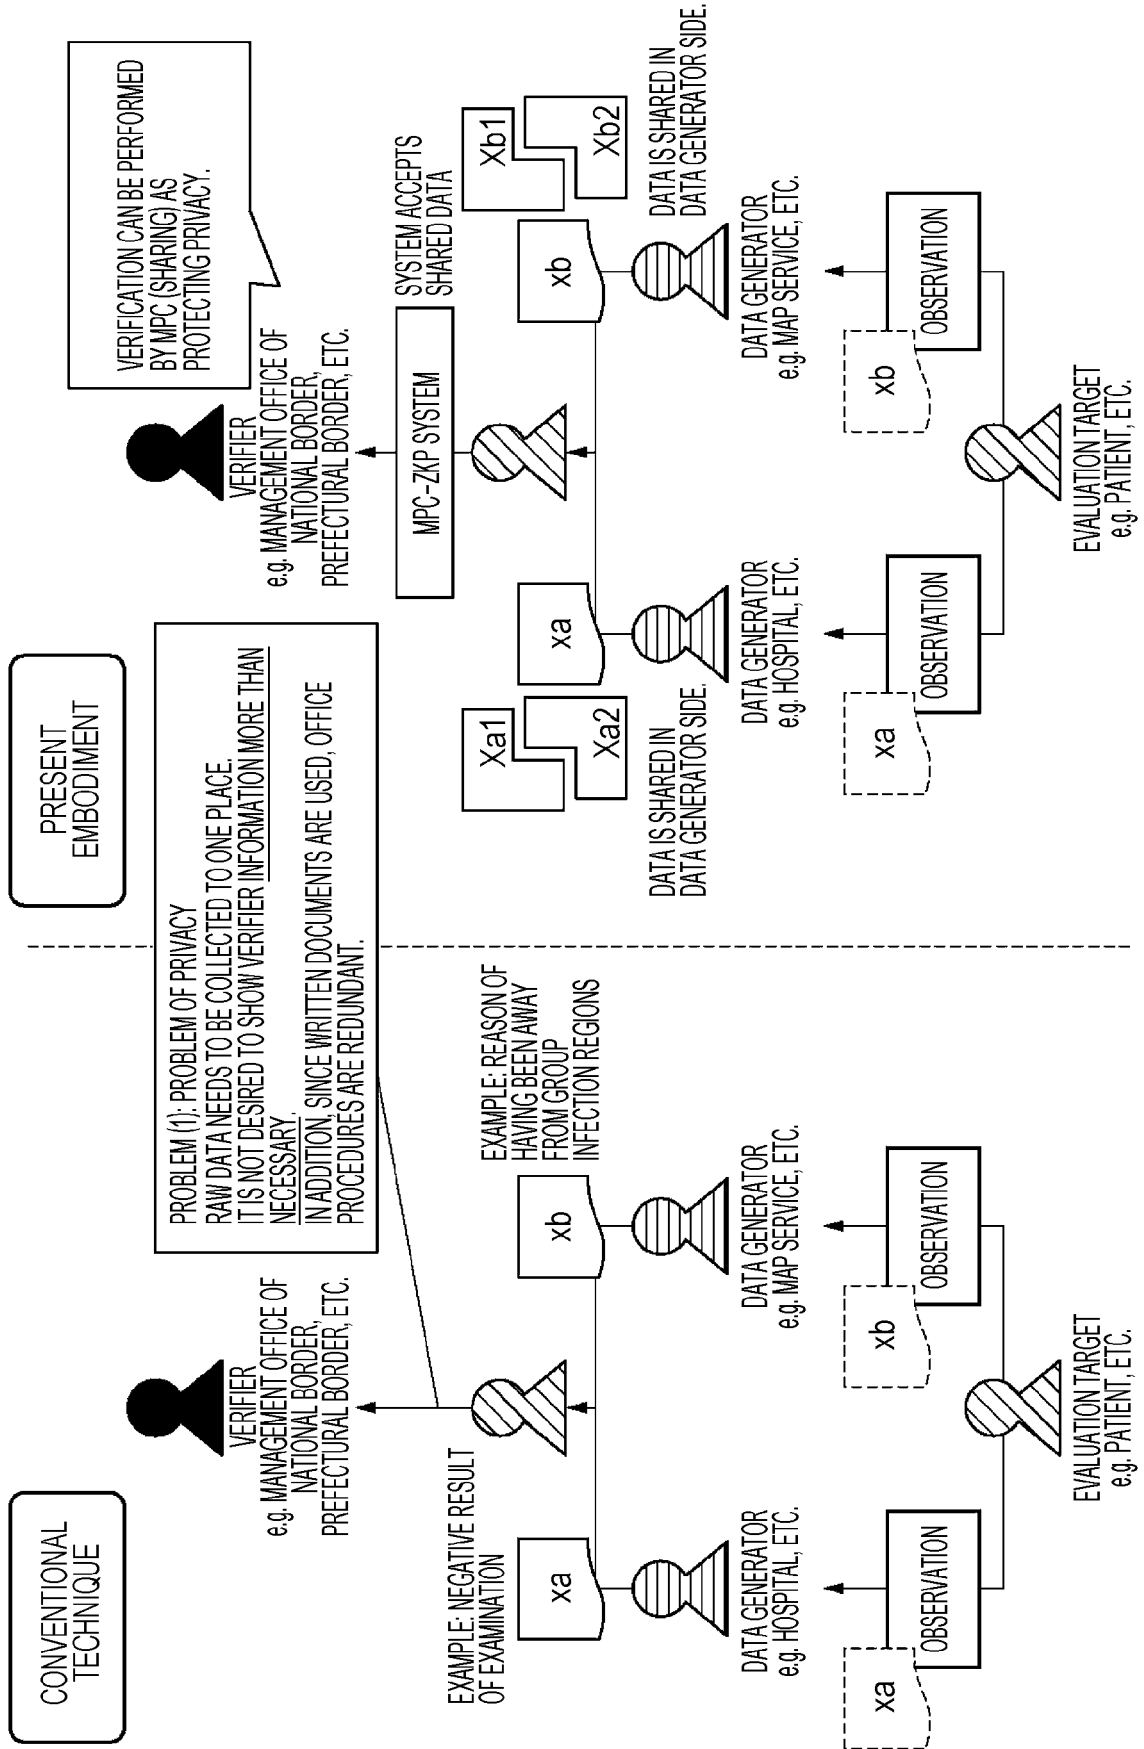 CONVENTIONAL
TECHNIQUE
VERIFIER
e.g. MANAGEMENT OFFICE OF
NATIONAL BORDER,
PREFECTURAL BORDER, ETC.
PROBLEM (1): PROBLEM OF PRIVACY
RAW DATA NEEDS TO BE COLLECTED TO ONE PLACE.
IT IS NOT DESIRED TO SHOW VERIFIER INFORMATION MORE THAN
NECESSARY.
IN ADDITION, SINCE WRITTEN DOCUMENTS ARE USED, OFFICE
PROCEDURES ARE REDUNDANT.
EXAMPLE: NEGATIVE RESULT
OF EXAMINATION
EXAMPLE: REASON OF
HAVING BEEN AWAY
FROM GROUP
INFECTION REGIONS
xa
xb
DATA GENERATOR
e.g. HOSPITAL, ETC.
DATA GENERATOR
e.g. MAP SERVICE, ETC.
xa
OBSERVATION
xb
OBSERVATION
EVALUATION TARGET
e.g. PATIENT, ETC.
PRESENT
EMBODIMENT
VERIFICATION CAN BE PERFORMED
BY MPC (SHARING) AS
PROTECTING PRIVACY.
VERIFIER
e.g. MANAGEMENT OFFICE OF
NATIONAL BORDER,
PREFECTURAL BORDER, ETC.
MPC-ZKP SYSTEM
SYSTEM ACCEPTS
SHARED DATA
Xa1
Xa2
xa
xb
Xb1
Xb2
DATA IS SHARED IN
DATA GENERATOR SIDE.
DATA IS SHARED IN
DATA GENERATOR SIDE.
DATA GENERATOR
e.g. HOSPITAL, ETC.
DATA GENERATOR
e.g. MAP SERVICE, ETC.
xa
OBSERVATION
xb
OBSERVATION
EVALUATION TARGET
e.g. PATIENT, ETC.